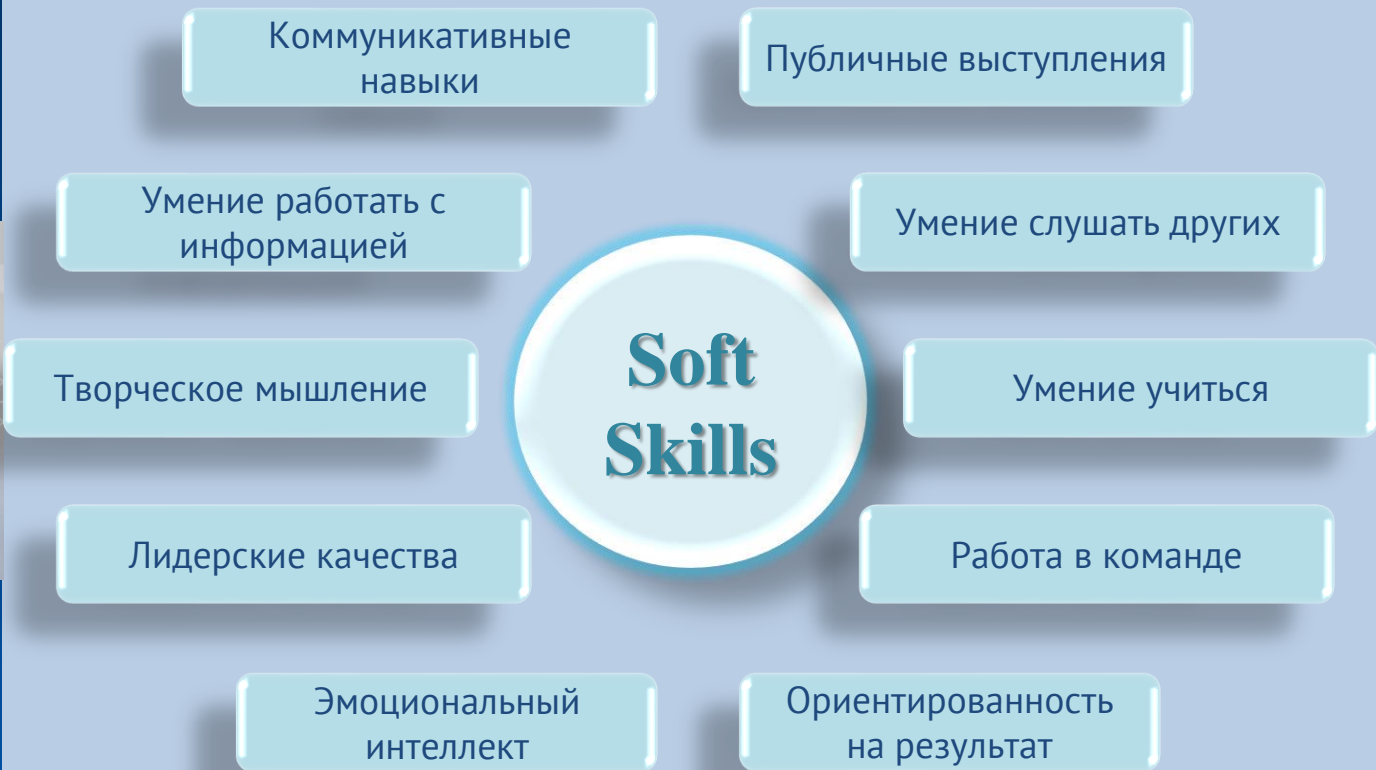 Коммуникативные
навыки
Публичные выступления
Умение работать с
информацией
Умение слушать других
Творческое мышление
Soft
Skills
Умение учиться
Лидерские качества
Работа в команде
Эмоциональный
интеллект
Ориентированность
на результат